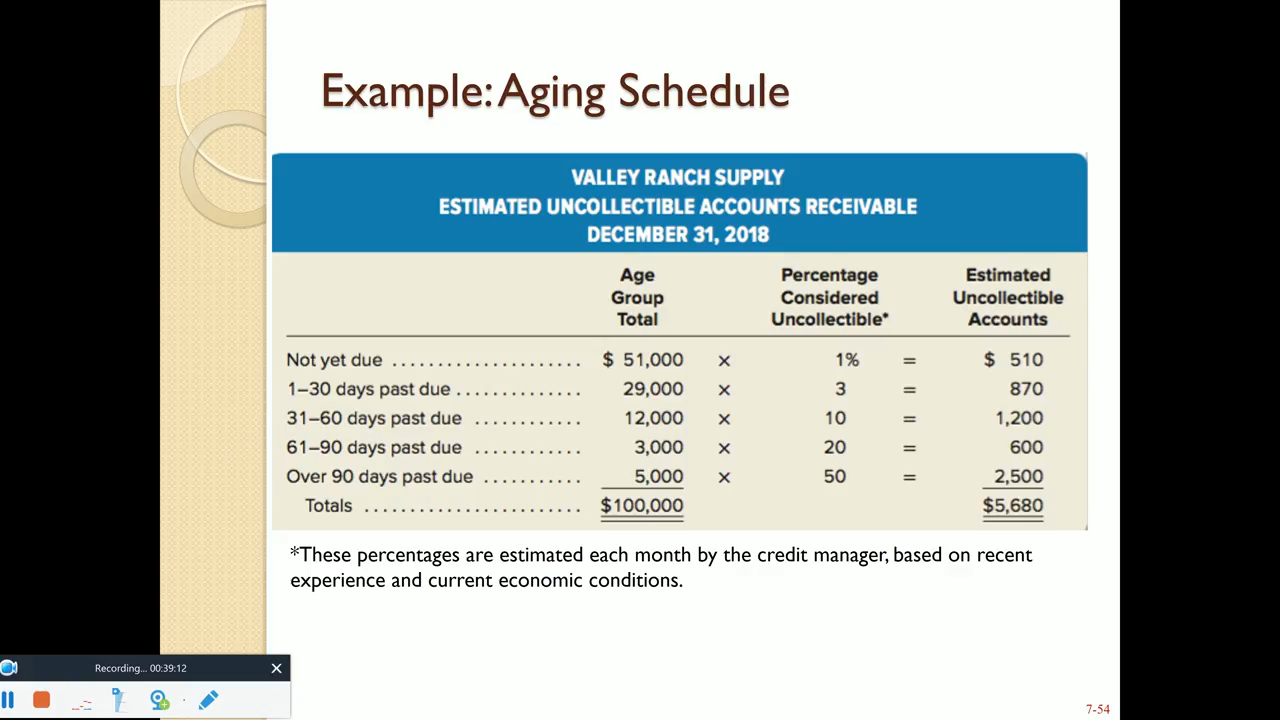 Example: Aging Schedule
VALLEY RANCH SUPPLY
ESTIMATED UNCOLLECTIBLE ACCOUNTS RECEIVABLE
DECEMBER 31, 2018
Age Group Total Percentage Considered Uncollectible* Estimated Uncollectible Accounts
Not yet due ..................... $ 51,000 × 1% = $ 510
1–30 days past due .............. 29,000 × 3 = 870
31–60 days past due ............ 12,000 × 10 = 1,200
61–90 days past due ............ 3,000 × 20 = 600
Over 90 days past due ........... 5,000 × 50 = 2,500
Totals ........................ $100,000 $5,680
*These percentages are estimated each month by the credit manager, based on recent
experience and current economic conditions.
Recording... 00:39:12
7-54